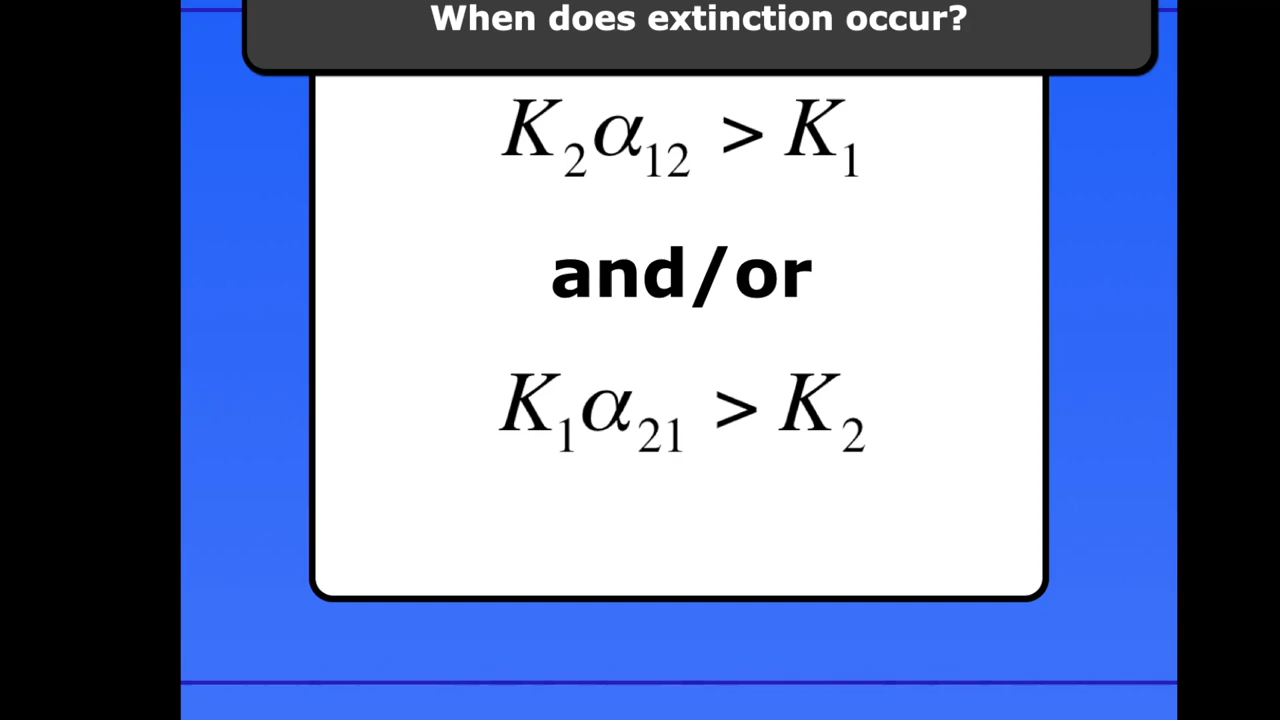 When does extinction occur?
K₂α₁₂ > K₁
and/or
K₁α₂₁ > K₂